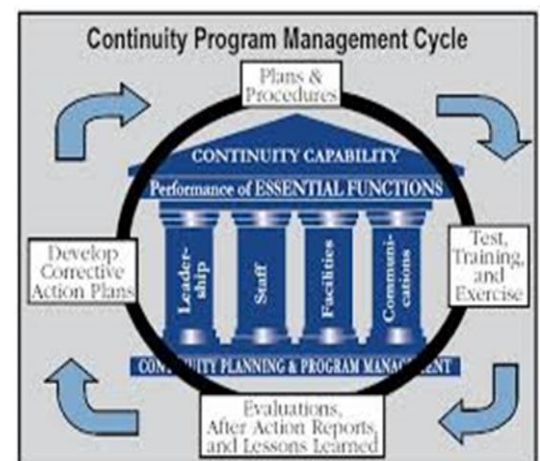 Continuity Program Management Cycle
Plans &
Procedures
CONTINUITY CAPABILITY
Performance of ESSENTIAL FUNCTIONS
Develop
Corrective
Action Plans
Leader-
ship
Staff
Facilities
Communi-
cations
Test,
Training,
and
Exercise
CONTINUITY PLANNING & PROGRAM MANAGEMENT
Evaluations,
After Action Reports,
and Lessons Learned